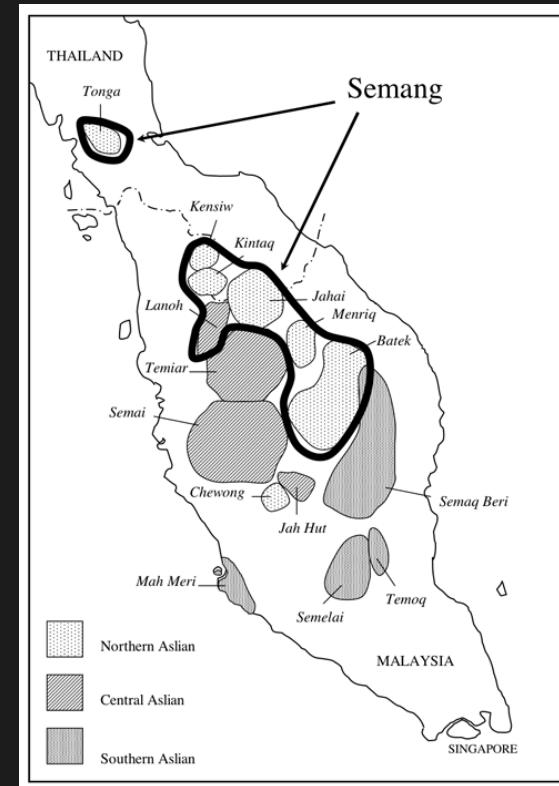 THAILAND
Semang
Tonga
Kensiw
Kintaq
Lanoh
Jahai
Menriq
Batek
Temiar
Semai
Chewong
Semaq Beri
Jah Hut
Mah Meri
Temoq
Semelai
Northern Aslian
MALAYSIA
Central Aslian
SINGAPORE
Southern Aslian